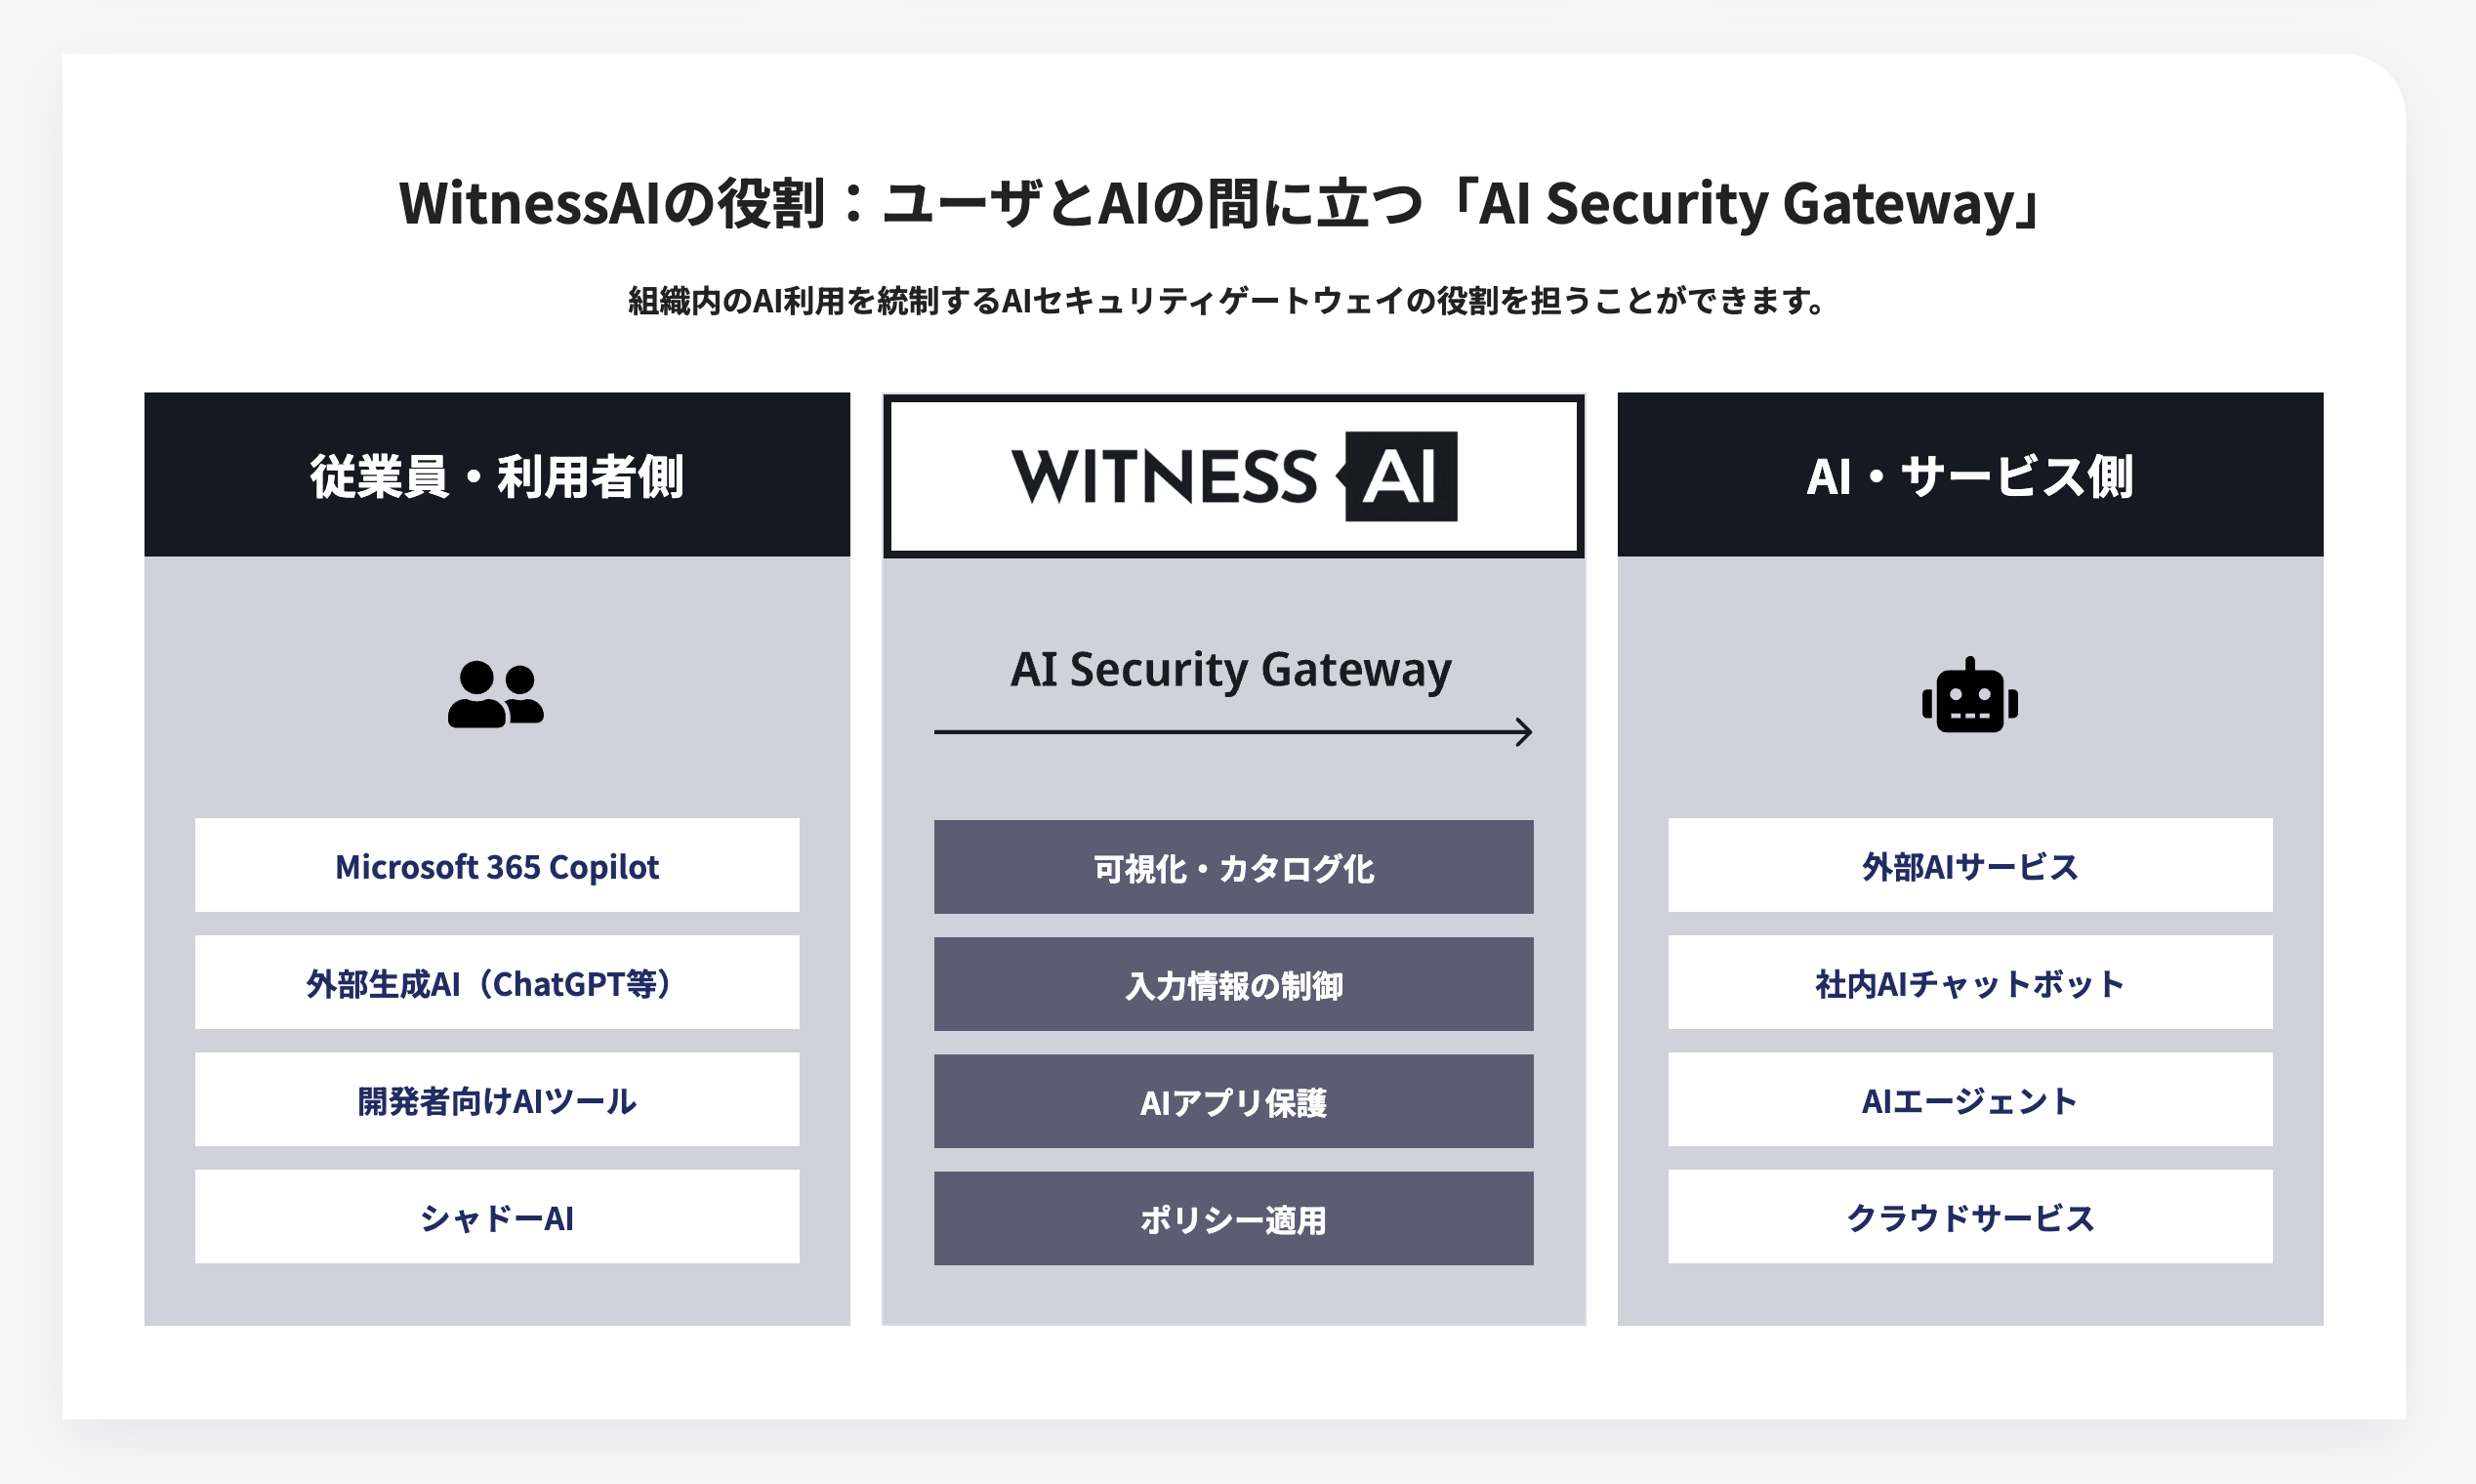 WitnessAIの役割：ユーザとAIの間に立つ「AI Security Gateway」
組織内のAI利用を統制するAIセキュリティゲートウェイの役割を担うことができます。
従業員・利用者側
Microsoft 365 Copilot
外部生成AI（ChatGPT等）
開発者向けAIツール
シャドーAI
WITNESS AI
AI Security Gateway
可視化・カタログ化
入力情報の制御
AIアプリ保護
ポリシー適用
AI・サービス側
外部AIサービス
社内AIチャットボット
AIエージェント
クラウドサービス